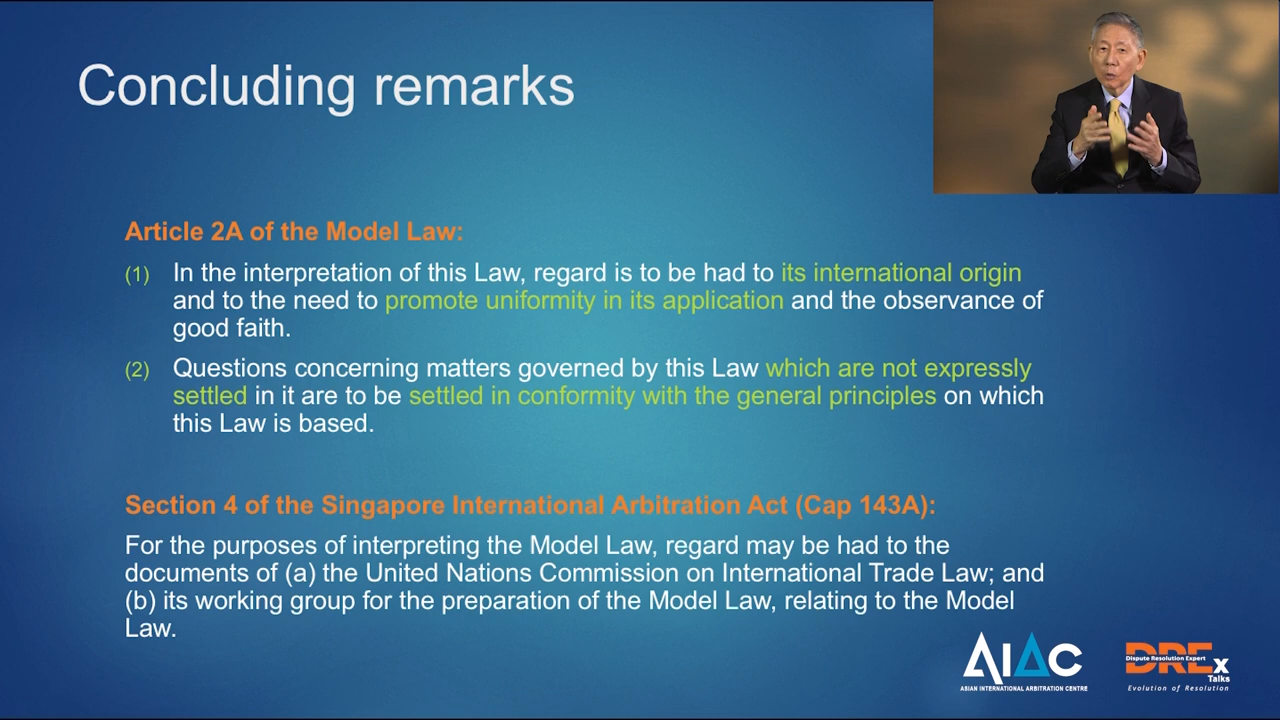 Concluding remarks
Article 2A of the Model Law:
(1) In the interpretation of this Law, regard is to be had to its international origin
and to the need to promote uniformity in its application and the observance of
good faith.
(2) Questions concerning matters governed by this Law which are not expressly
settled in it are to be settled in conformity with the general principles on which
this Law is based.
Section 4 of the Singapore International Arbitration Act (Cap 143A):
For the purposes of interpreting the Model Law, regard may be had to the
documents of (a) the United Nations Commission on International Trade Law; and
(b) its working group for the preparation of the Model Law, relating to the Model
Law.
AIAC
ASIAN INTERNATIONAL ARBITRATION CENTRE
DREx
Dispute Resolution Expert
Talks
Evolution of Resolution